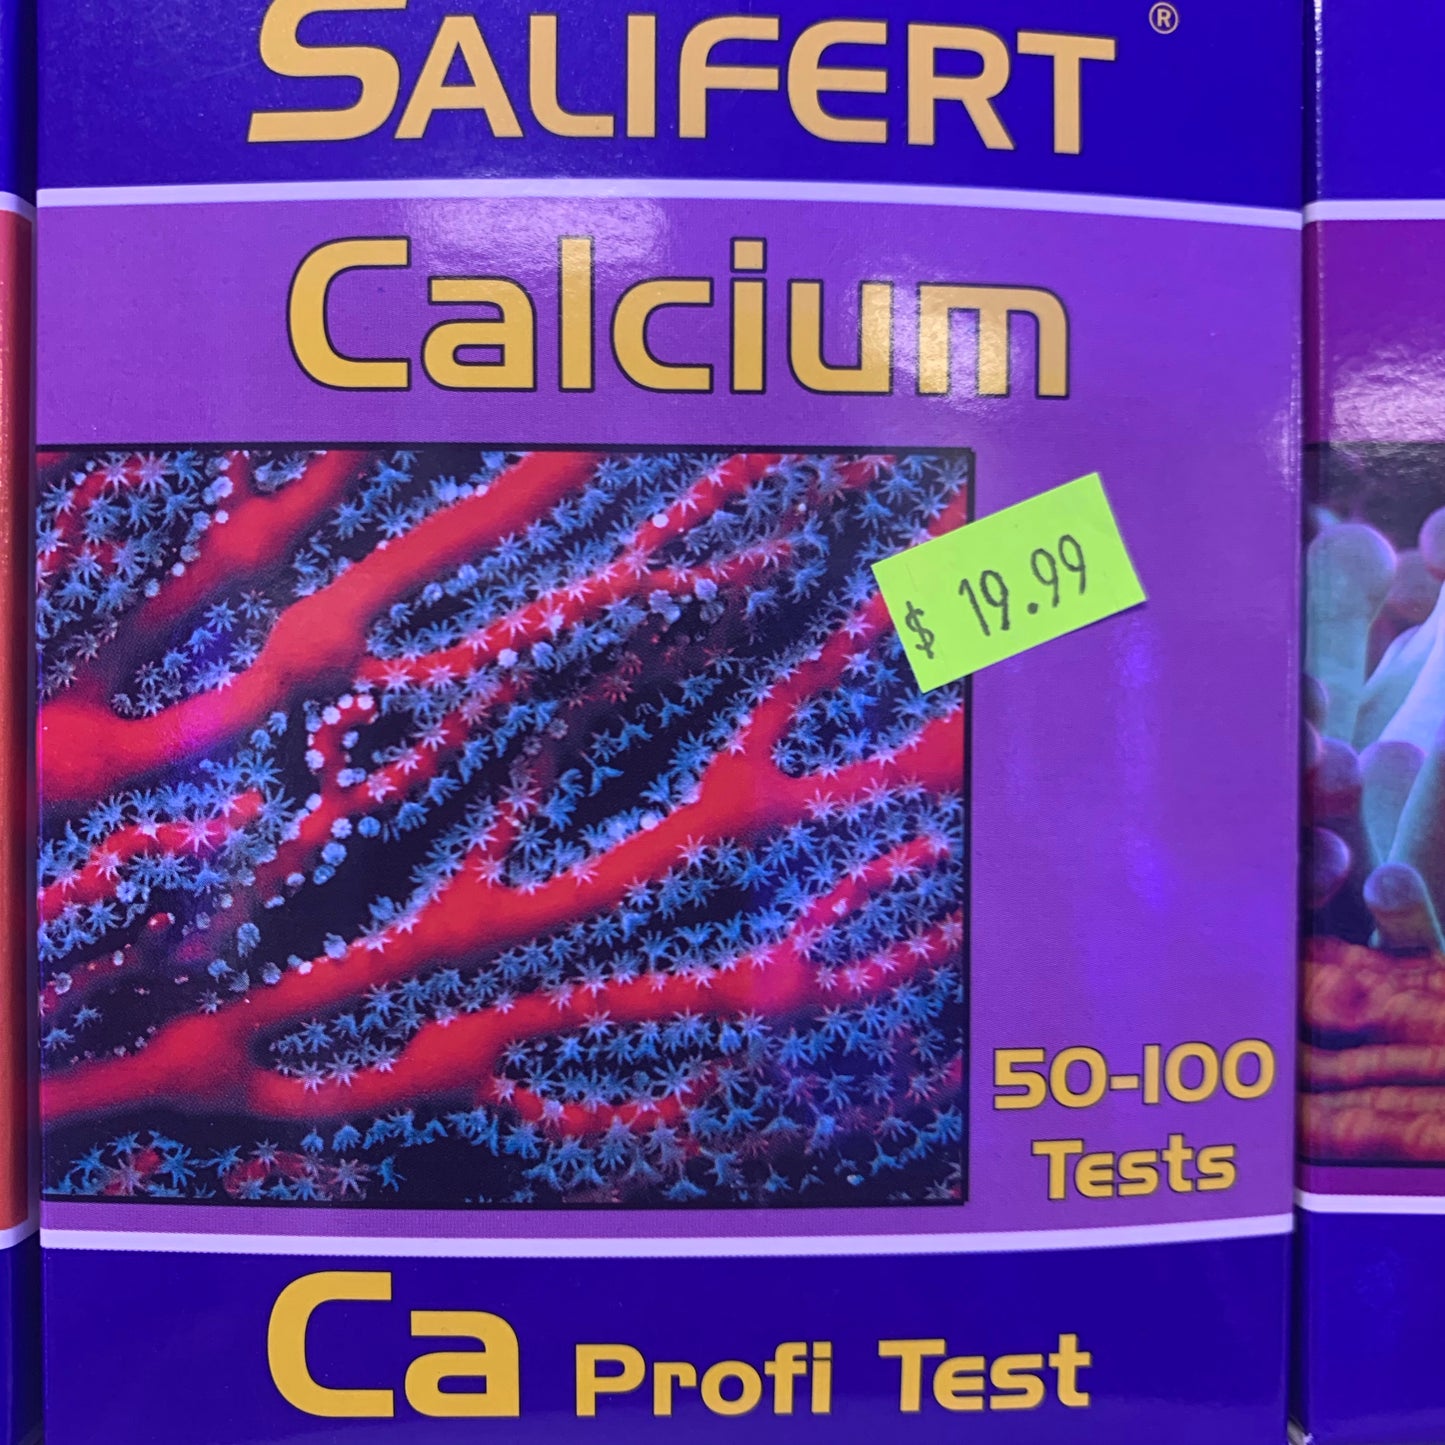 SALIFERT ®
Calcium
$ 19.99
50-100
Tests
Ca Profi Test